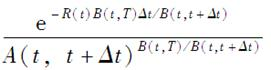 e^{-R(t)B(t,T)Δt/B(t,t+Δt)}
A(t, t+Δt)^{B(t,T)/B(t,t+Δt)}